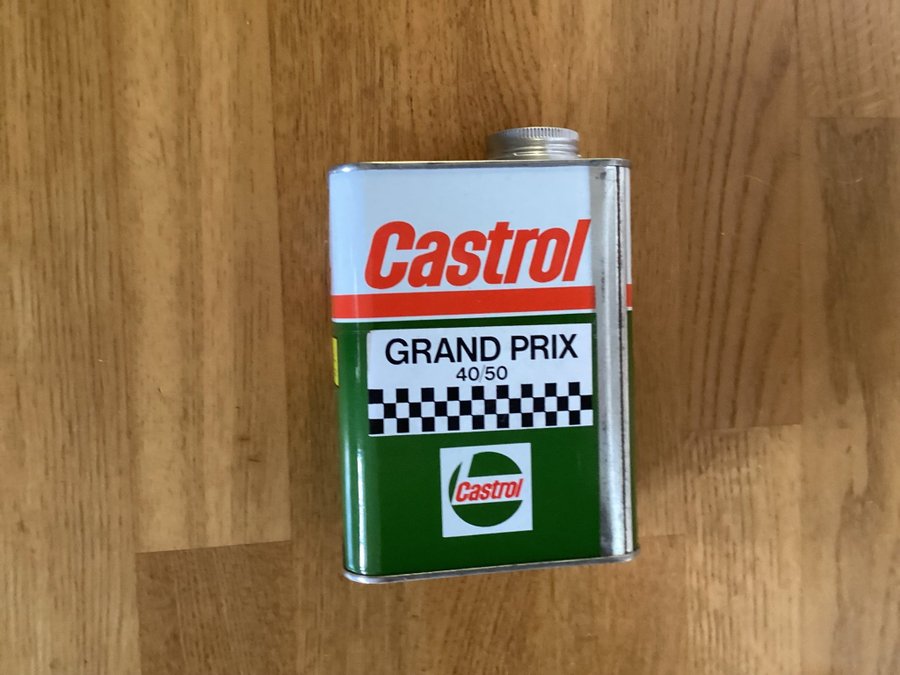 Castrol
GRAND PRIX
40/50
Castrol